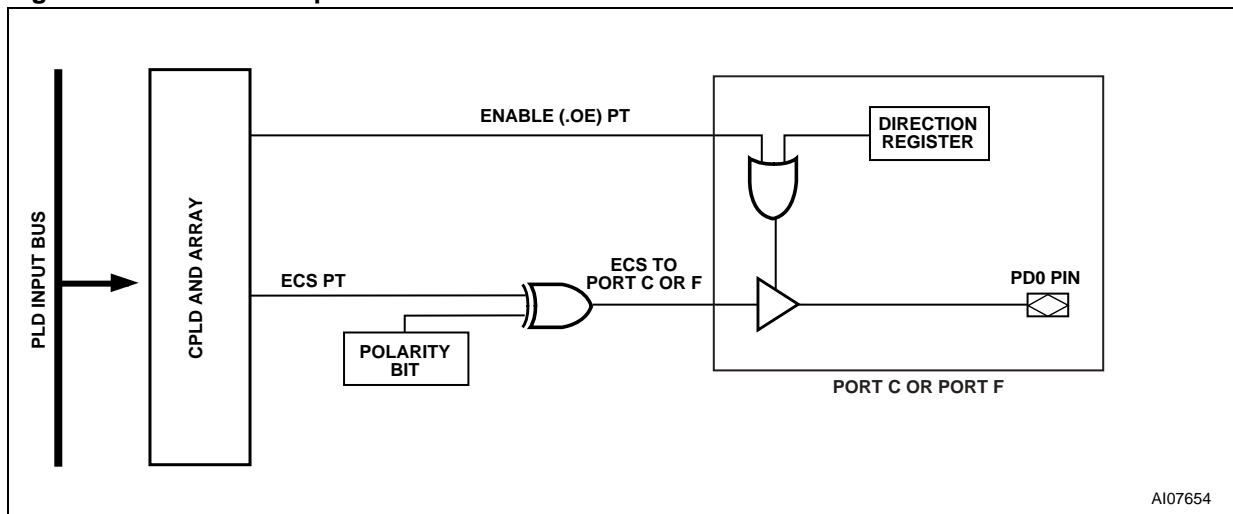 ENABLE (.OE) PT
DIRECTION
REGISTER
PLD INPUT BUS
CPLD AND ARRAY
ECS PT
ECS TO
PORT C OR F
PD0 PIN
POLARITY
BIT
PORT C OR PORT F
AI07654